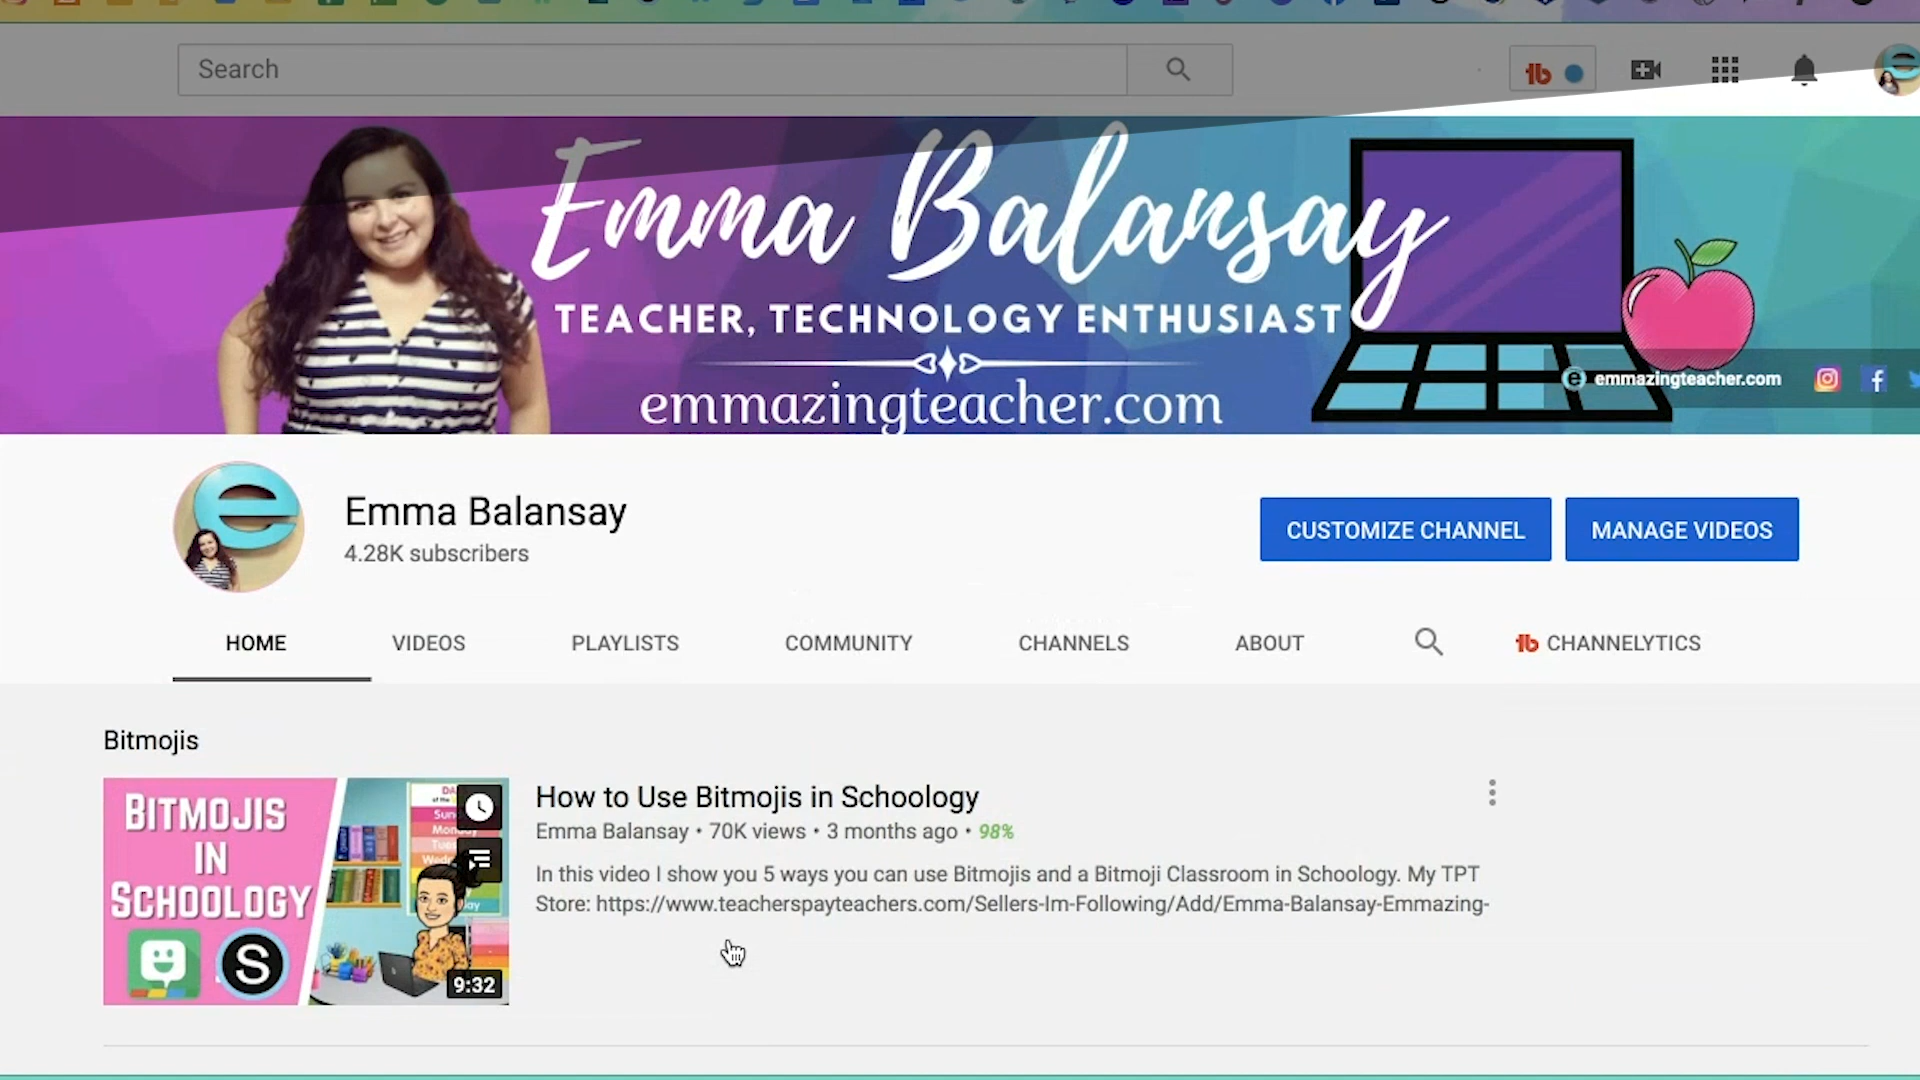 Search
Emma Balansay
TEACHER, TECHNOLOGY ENTHUSIAST
emmazingteacher.com
emmazingteacher.com
Emma Balansay
4.28K subscribers
CUSTOMIZE CHANNEL
MANAGE VIDEOS
HOME
VIDEOS
PLAYLISTS
COMMUNITY
CHANNELS
ABOUT
CHANNELYTICS
Bitmojis
BITMOJIS
IN
SCHOOLOGY
S
9:32
How to Use Bitmojis in Schoology
Emma Balansay • 70K views • 3 months ago • 98%
In this video I show you 5 ways you can use Bitmojis and a Bitmoji Classroom in Schoology. My TPT
Store: https://www.teacherspayteachers.com/Sellers-Im-Following/Add/Emma-Balansay-Emmazing-